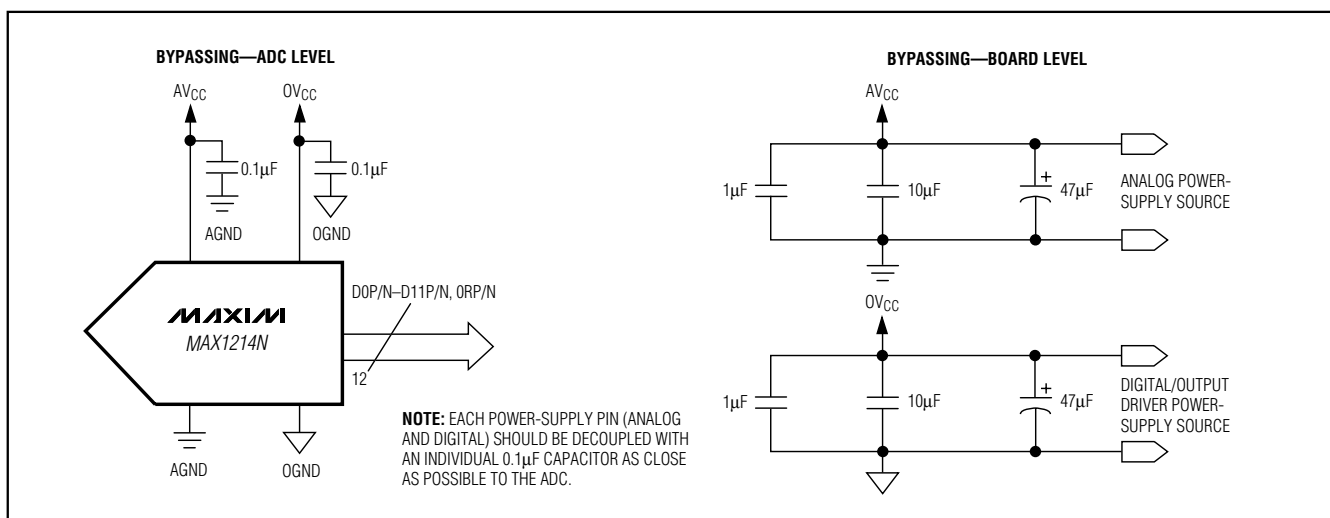 BYPASSING—ADC LEVEL
AVCC
OVCC
0.1µF
0.1µF
AGND
OGND
MAXIM
MAX1214N
D0P/N–D11P/N, 0RP/N
12
AGND
OGND
NOTE: EACH POWER-SUPPLY PIN (ANALOG
AND DIGITAL) SHOULD BE DECOUPLED WITH
AN INDIVIDUAL 0.1µF CAPACITOR AS CLOSE
AS POSSIBLE TO THE ADC.
BYPASSING—BOARD LEVEL
AVCC
1µF
10µF
+
47µF
ANALOG POWER-
SUPPLY SOURCE
OVCC
1µF
10µF
+
47µF
DIGITAL/OUTPUT
DRIVER POWER-
SUPPLY SOURCE